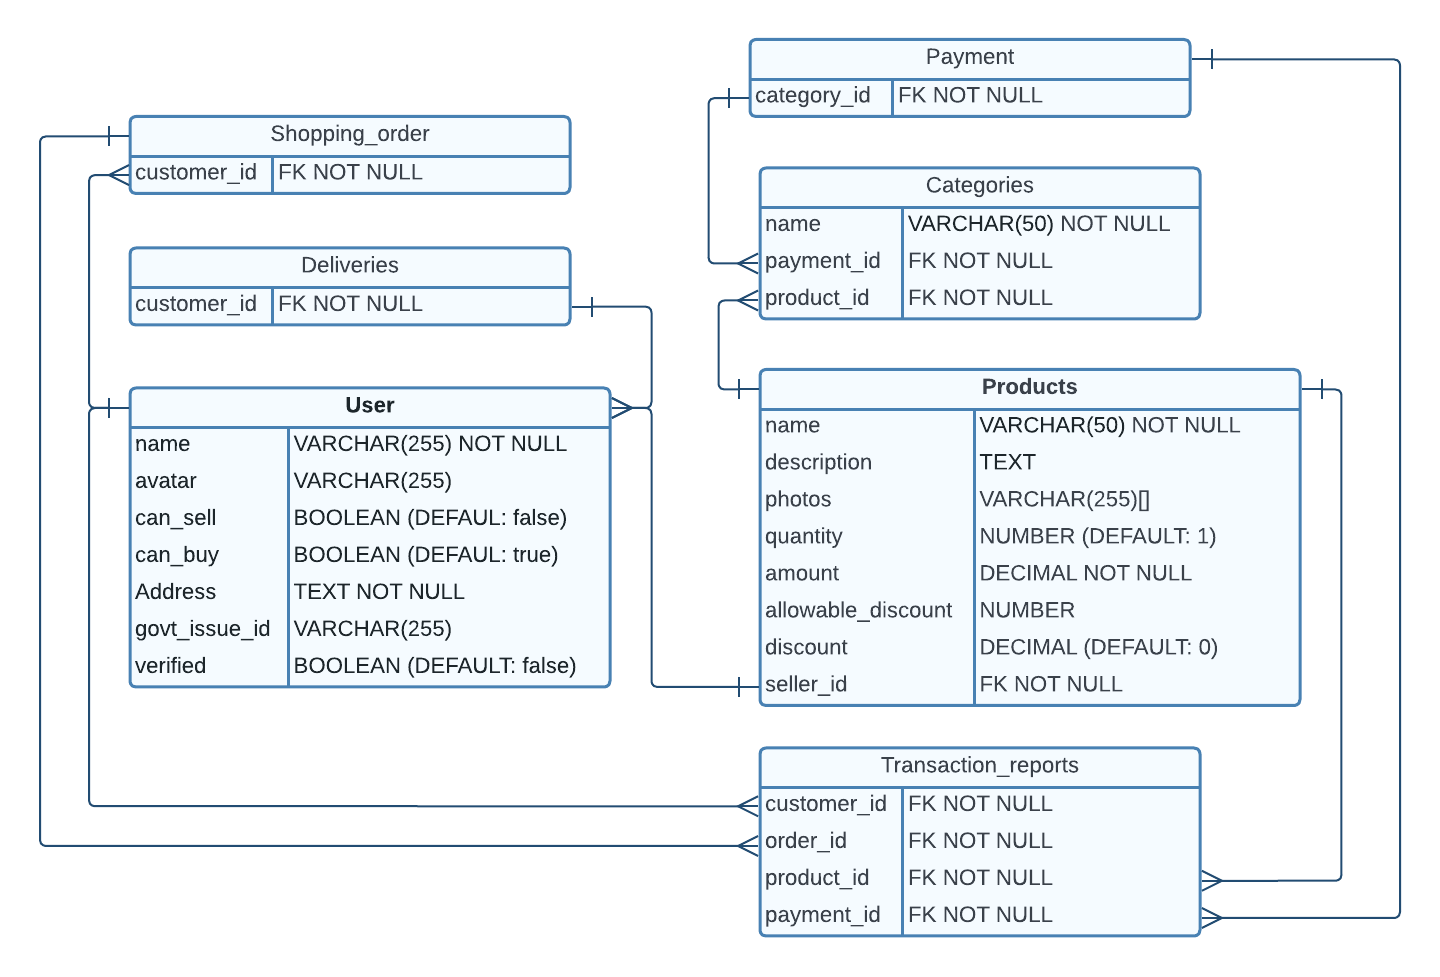 Payment
category_id FK NOT NULL
Shopping_order
customer_id FK NOT NULL
Categories
name VARCHAR(50) NOT NULL
payment_id FK NOT NULL
product_id FK NOT NULL
Deliveries
customer_id FK NOT NULL
User
name VARCHAR(255) NOT NULL
avatar VARCHAR(255)
can_sell BOOLEAN (DEFAUL: false)
can_buy BOOLEAN (DEFAUL: true)
Address TEXT NOT NULL
govt_issue_id VARCHAR(255)
verified BOOLEAN (DEFAULT: false)
Products
name VARCHAR(50) NOT NULL
description TEXT
photos VARCHAR(255)[]
quantity NUMBER (DEFAULT: 1)
amount DECIMAL NOT NULL
allowable_discount NUMBER
discount DECIMAL (DEFAULT: 0)
seller_id FK NOT NULL
Transaction_reports
customer_id FK NOT NULL
order_id FK NOT NULL
product_id FK NOT NULL
payment_id FK NOT NULL